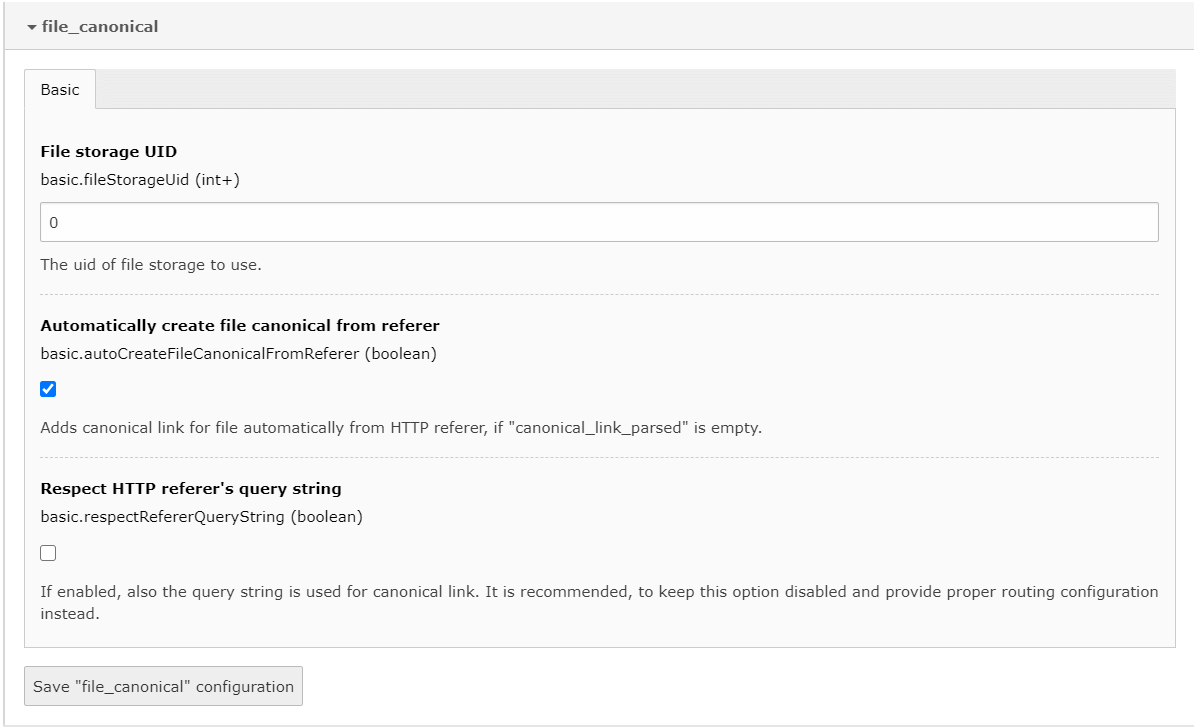 file_canonical
Basic
File storage UID
basic.fileStorageUid (int+)
0
The uid of file storage to use.
Automatically create file canonical from referer
basic.autoCreateFileCanonicalFromReferer (boolean)
Adds canonical link for file automatically from HTTP referer, if "canonical_link_parsed" is empty.
Respect HTTP referer's query string
basic.respectRefererQueryString (boolean)
If enabled, also the query string is used for canonical link. It is recommended, to keep this option disabled and provide proper routing configuration
instead.
Save "file_canonical" configuration